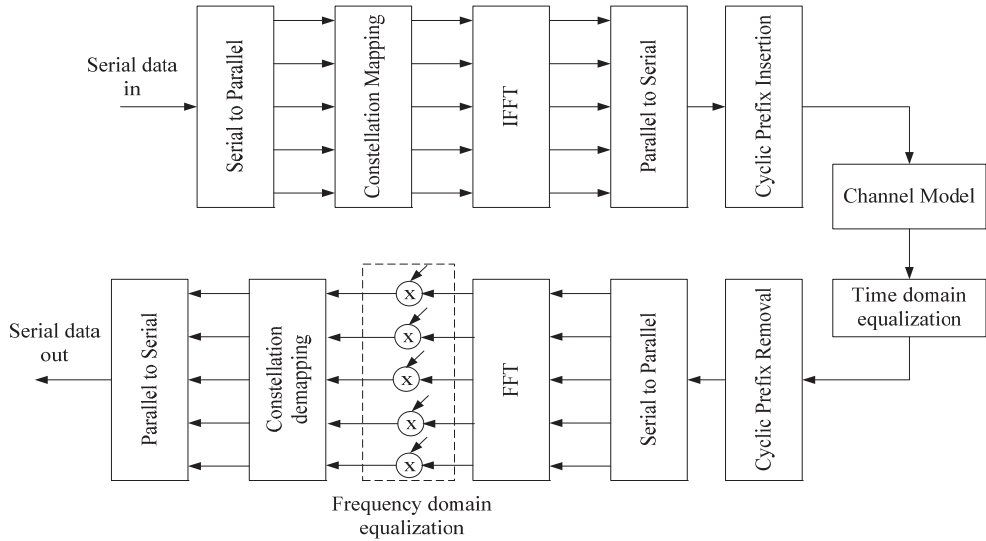 Serial data
in
Serial to Parallel
Constellation Mapping
IFFT
Parallel to Serial
Cyclic Prefix Insertion
Channel Model
Time domain
equalization
Cyclic Prefix Removal
Serial to Parallel
FFT
X
X
X
X
X
Frequency domain
equalization
Constellation
demapping
Parallel to Serial
Serial data
out